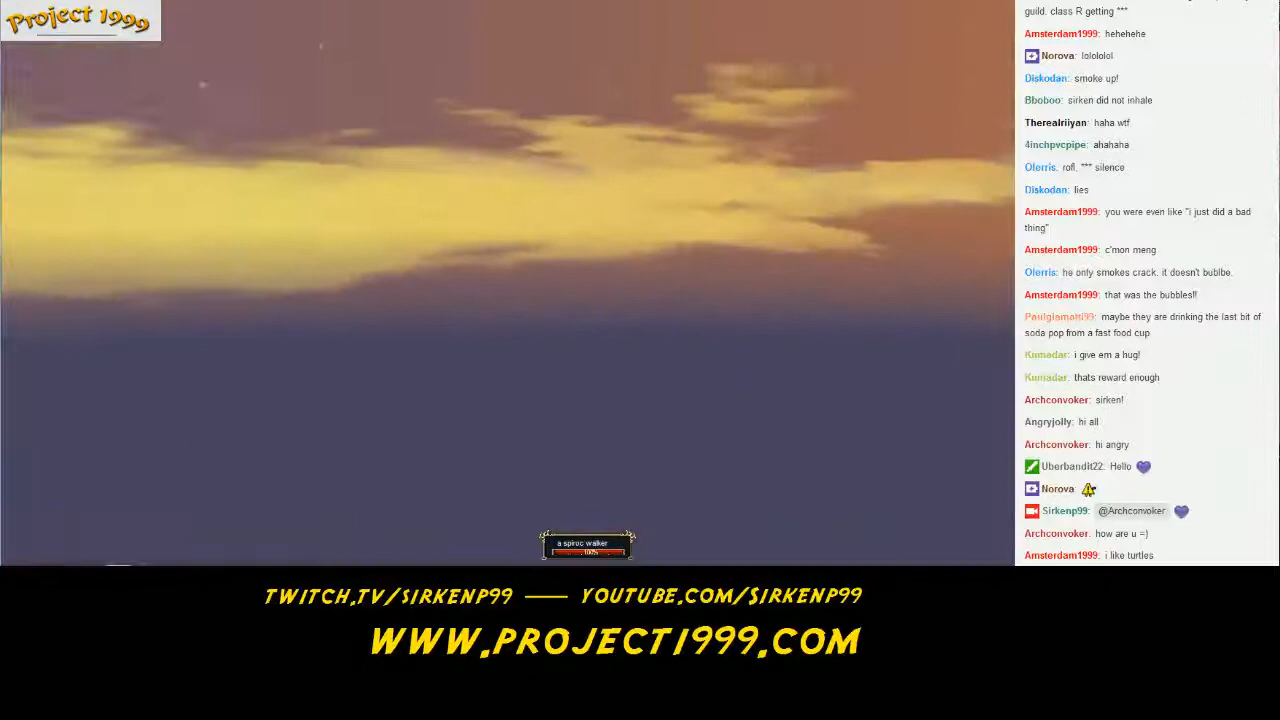 Project 1999
guild. class R getting ***
Amsterdam1999: hehehehe
Norova: lolololol
Diskodan: smoke up!
Bboboo: sirken did not inhale
Therealriiyan: haha wtf
4inchpvcpipe: ahahaha
Olerris: rofl, *** silence
Diskodan: lies
Amsterdam1999: you were even like "i just did a bad
thing"
Amsterdam1999: c'mon meng
Olerris: he only smokes crack. it doesn't bublbe.
Amsterdam1999: that was the bubbles!!
Paulgiamatti99: maybe they are drinking the last bit of
soda pop from a fast food cup
Kumadar: i give em a hug!
Kumadar: thats reward enough
Archconvoker: sirken!
Angryjolly: hi all
Archconvoker: hi angry
Uberbandit22: Hello
Norova:
Sirkenp99: @Archconvoker
Archconvoker: how are u =)
Amsterdam1999: i like turtles
a spiroc walker
100%
TWITCH.TV/SIRKENP99 —— YOUTUBE.COM/SIRKENP99
WWW.PROJECT1999.COM